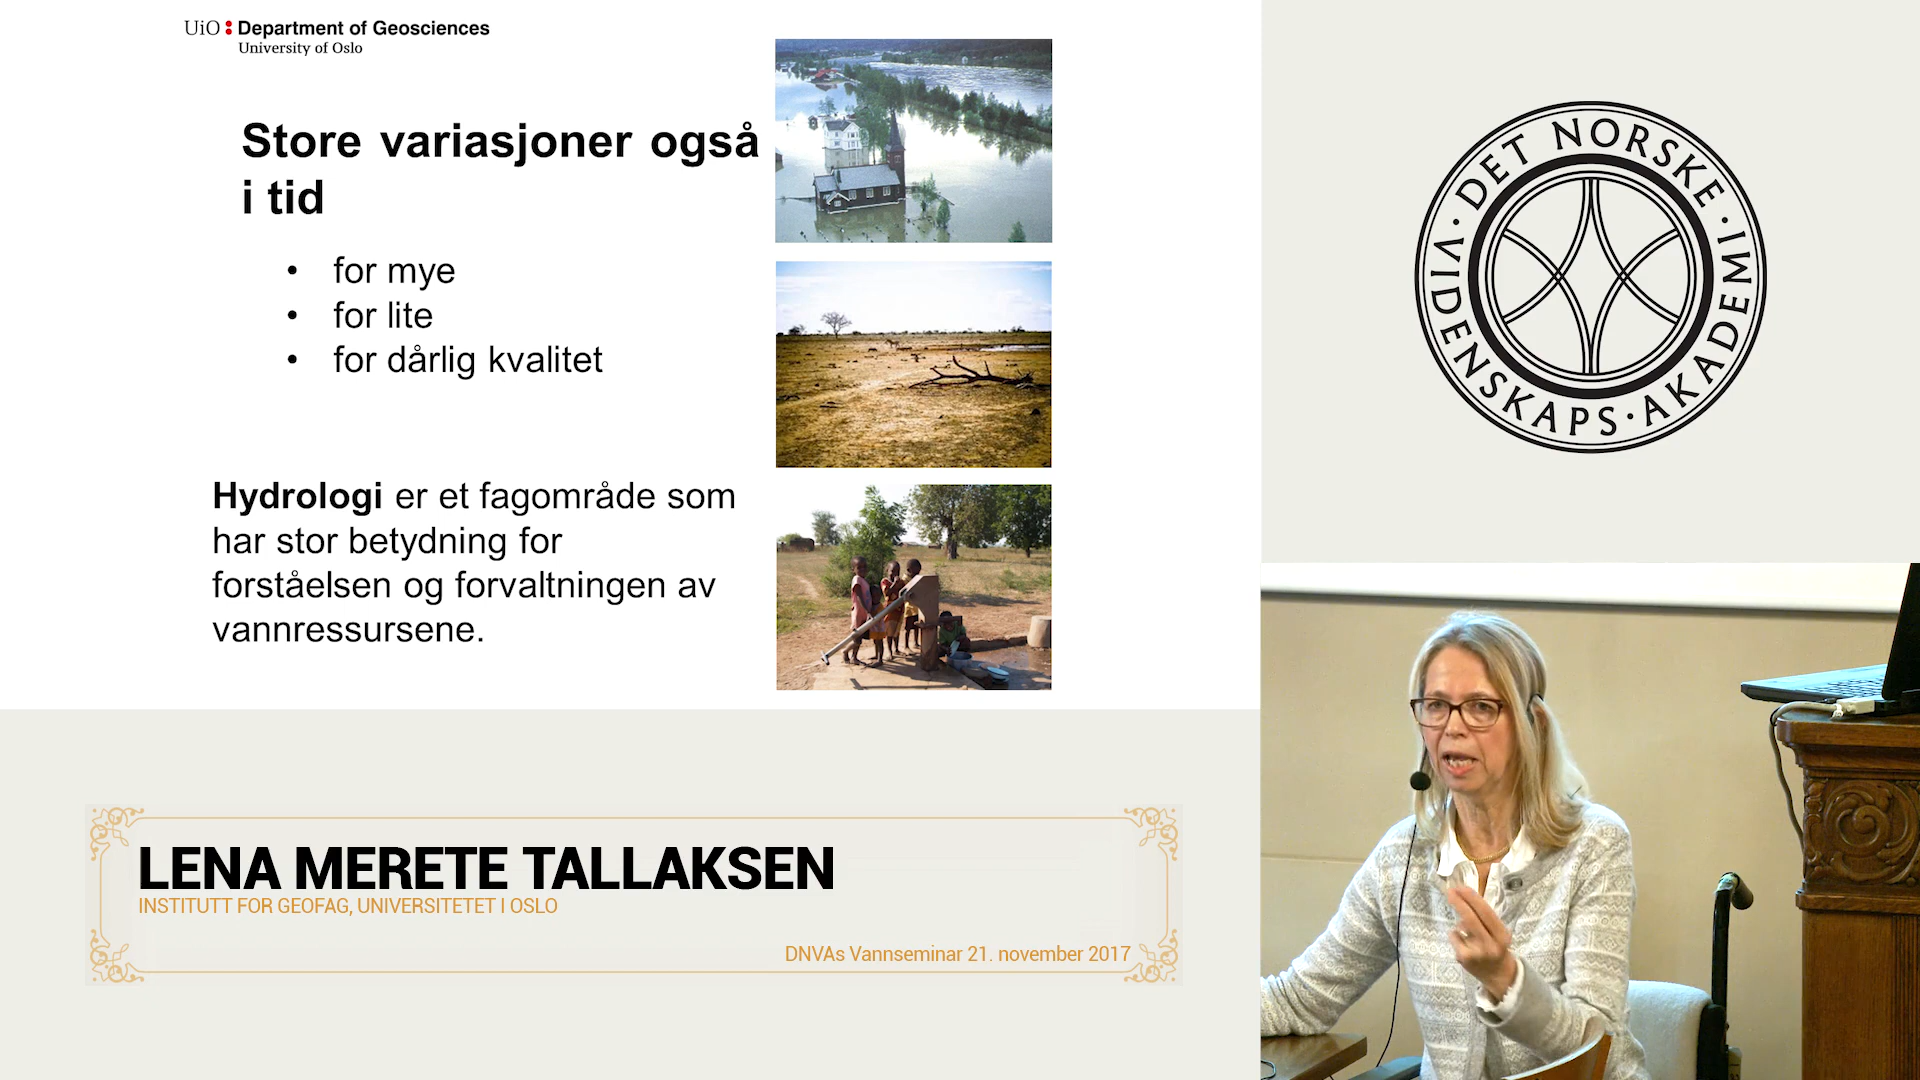 UiO Department of Geosciences
University of Oslo
Store variasjoner også
i tid
• for mye
• for lite
• for dårlig kvalitet
Hydrologi er et fagområde som
har stor betydning for
forståelsen og forvaltningen av
vannressursene.
DET NORSKE · VIDENSKAPS · AKADEMI ·
LENA MERETE TALLAKSEN
INSTITUTT FOR GEOFAG, UNIVERSITETET I OSLO
DNVAs Vannseminar 21. november 2017